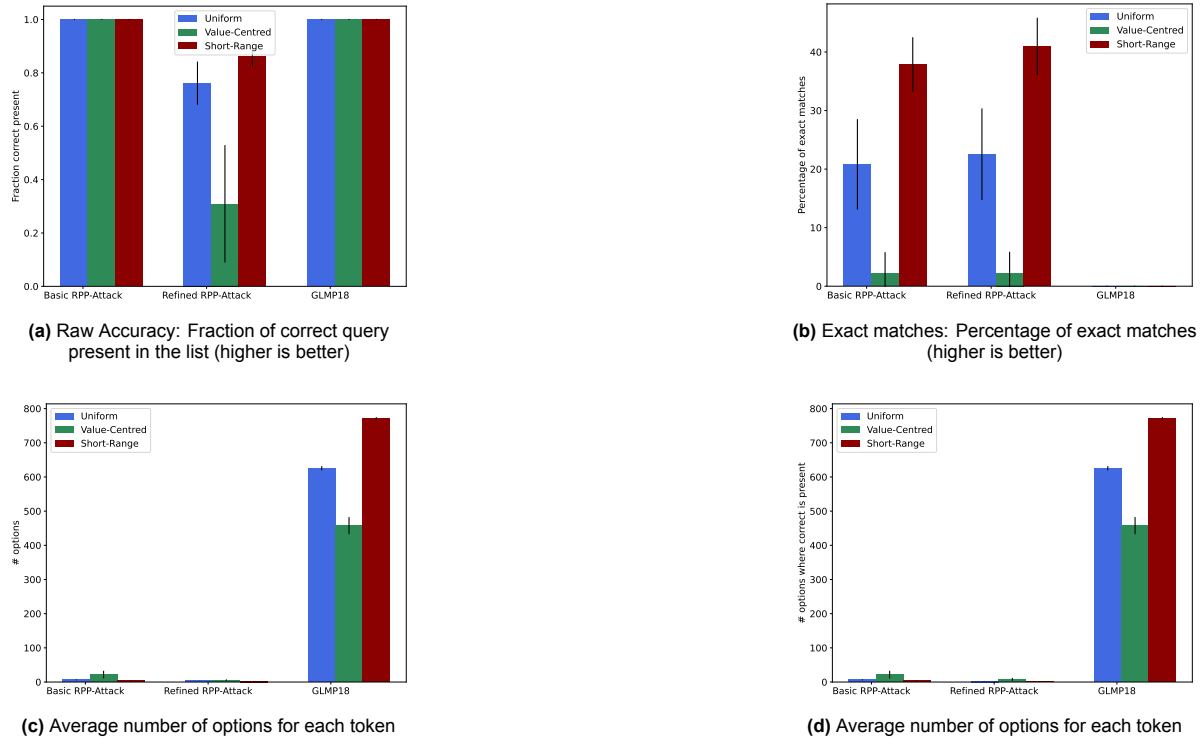 1.0
0.8
0.6
0.4
0.2
0.0
Fraction correct present
Uniform
Value-Centred
Short-Range
Basic RPP-Attack
Refined RPP-Attack
GLMP18
(a) Raw Accuracy: Fraction of correct query
present in the list (higher is better)
40
30
20
10
0
Percentage of exact matches
Uniform
Value-Centred
Short-Range
Basic RPP-Attack
Refined RPP-Attack
GLMP18
(b) Exact matches: Percentage of exact matches
(higher is better)
800
700
600
500
400
300
200
100
0
# options
Uniform
Value-Centred
Short-Range
Basic RPP-Attack
Refined RPP-Attack
GLMP18
(c) Average number of options for each token
800
700
600
500
400
300
200
100
0
# options where correct is present
Uniform
Value-Centred
Short-Range
Basic RPP-Attack
Refined RPP-Attack
GLMP18
(d) Average number of options for each token